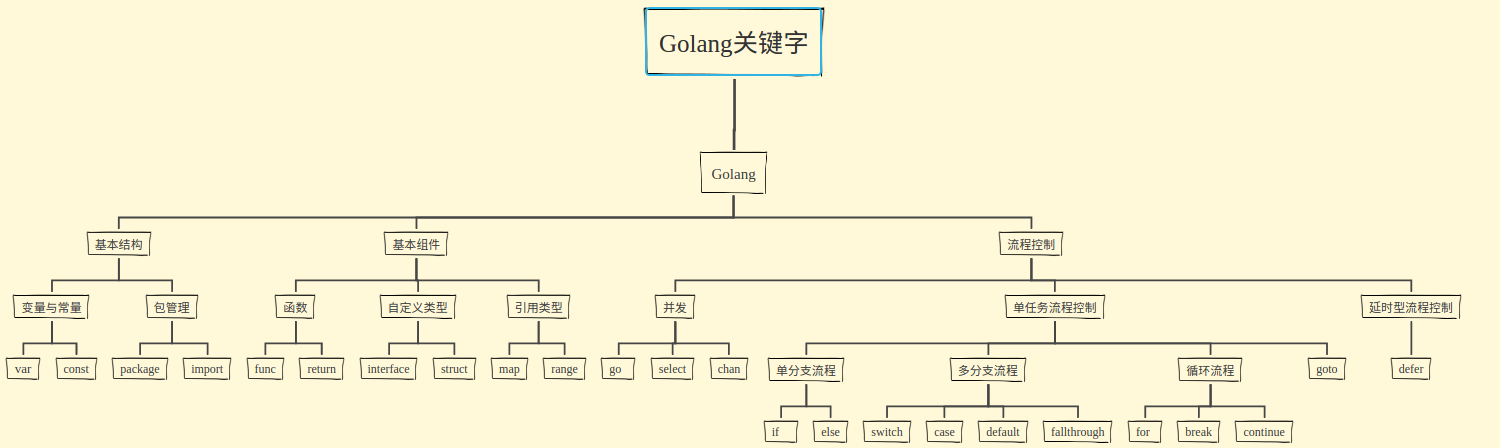 Golang关键字
Golang
基本结构
基本组件
流程控制
变量与常量
包管理
函数
自定义类型
引用类型
并发
单任务流程控制
延时型流程控制
var
const
package
import
func
return
interface
struct
map
range
go
select
chan
单分支流程
多分支流程
循环流程
goto
defer
if
else
switch
case
default
fallthrough
for
break
continue